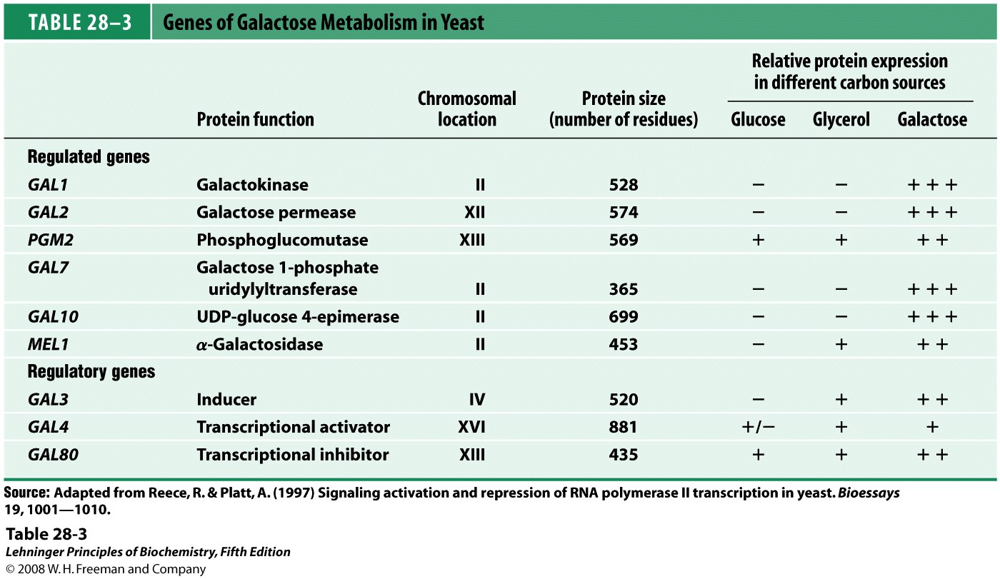 TABLE 28–3 Genes of Galactose Metabolism in Yeast
Relative protein expression
in different carbon sources
Chromosomal Protein size
Protein function location (number of residues) Glucose Glycerol Galactose
Regulated genes
GAL1 Galactokinase II 528 − − + + +
GAL2 Galactose permease XII 574 − − + + +
PGM2 Phosphoglucomutase XIII 569 + + + +
GAL7 Galactose 1-phosphate
uridylyltransferase II 365 − − + + +
GAL10 UDP-glucose 4-epimerase II 699 − − + + +
MEL1 α-Galactosidase II 453 − + + +
Regulatory genes
GAL3 Inducer IV 520 − + + +
GAL4 Transcriptional activator XVI 881 +/− + +
GAL80 Transcriptional inhibitor XIII 435 + + + +
Source: Adapted from Reece, R. & Platt, A. (1997) Signaling activation and repression of RNA polymerase II transcription in yeast. Bioessays
19, 1001—1010.
Table 28-3
Lehninger Principles of Biochemistry, Fifth Edition
© 2008 W. H. Freeman and Company